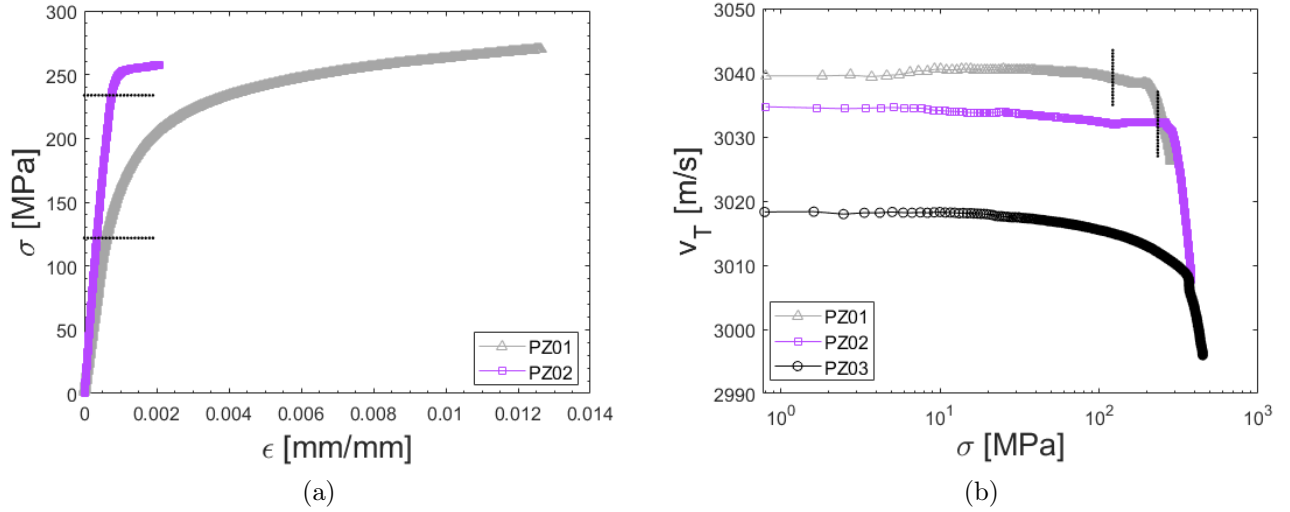 300
250
200
150
100
50
0
σ [MPa]
0
0.002
0.004
0.006
0.008
0.01
0.012
0.014
ϵ [mm/mm]
PZ01
PZ02
(a)
3050
3040
3030
3020
3010
3000
2990
v_T [m/s]
10^0
10^1
10^2
10^3
σ [MPa]
PZ01
PZ02
PZ03
(b)